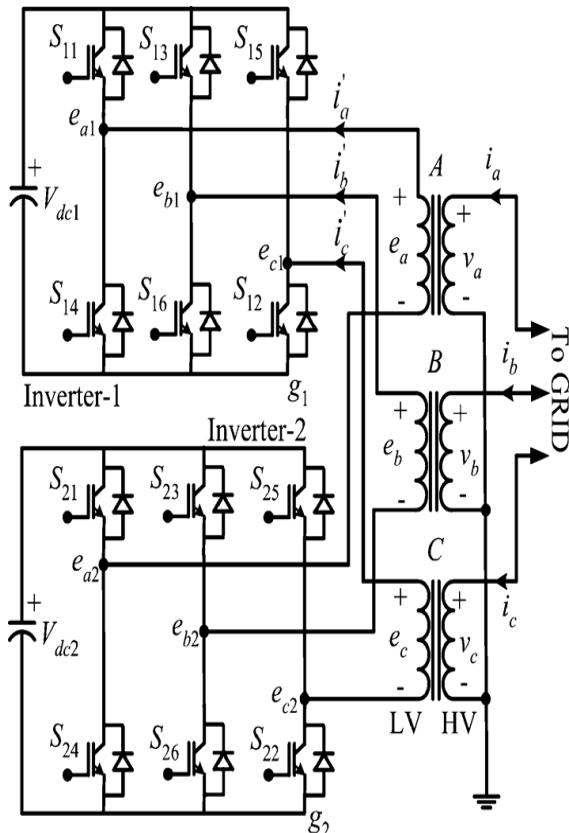 S11 S13 S15
i'a
ea1 A ia
+ i'b
Vdc1 eb1 + +
i'c ea va
ec1 - -
S14 S16 S12
B ib To GRID
Inverter-1 g1
Inverter-2 + +
S21 S23 S25 eb vb
- -
ea2 C
+ + + ic
Vdc2 eb2 ec vc
ec2 - -
S24 S26 S22 LV HV
g2